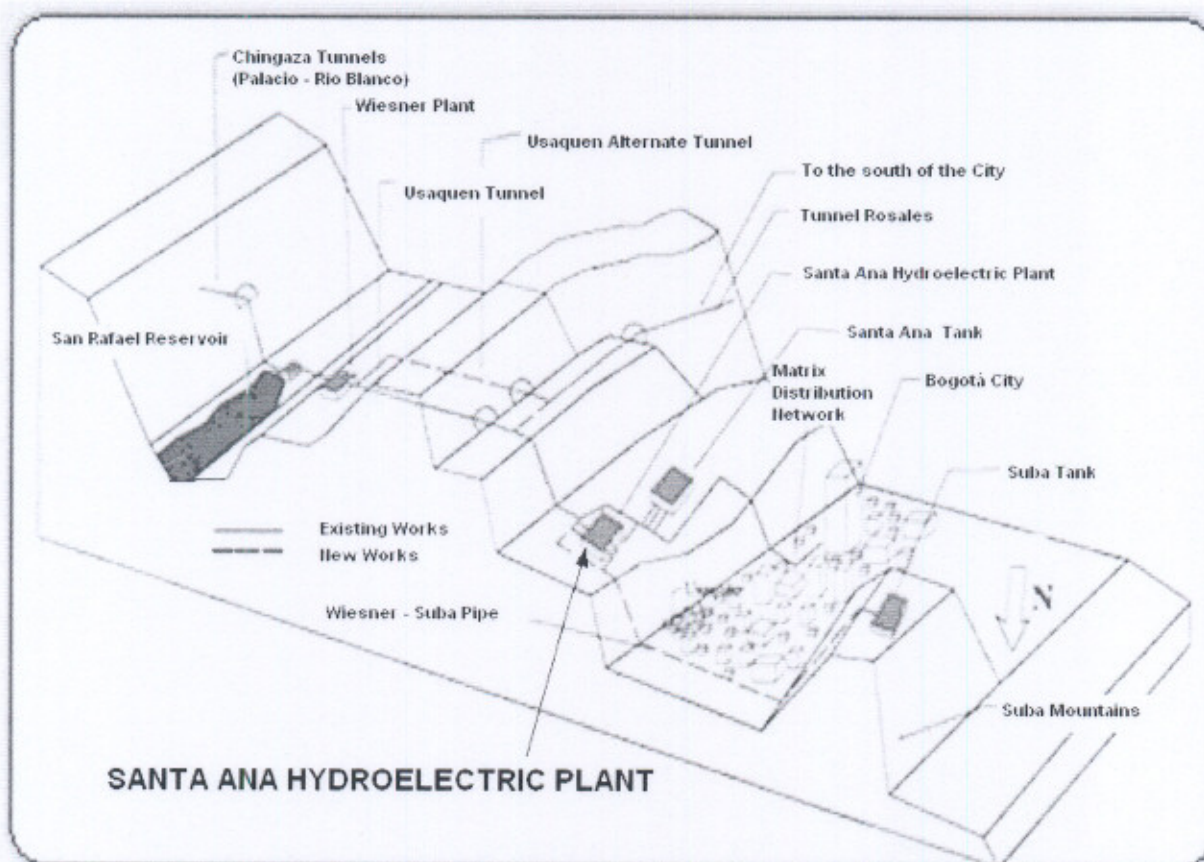 Chingaza Tunnels
(Palacio - Rio Blanco)
Wiesner Plant
Usaquen Alternate Tunnel
To the south of the City
Usaquen Tunnel
Tunnel Rosales
Santa Ana Hydroelectric Plant
San Rafael Reservoir
Santa Ana Tank
Matrix
Distribution
Network
Bogotá City
Suba Tank
Existing Works
New Works
Wiesner - Suba Pipe
N.
Suba Mountains
SANTA ANA HYDROELECTRIC PLANT